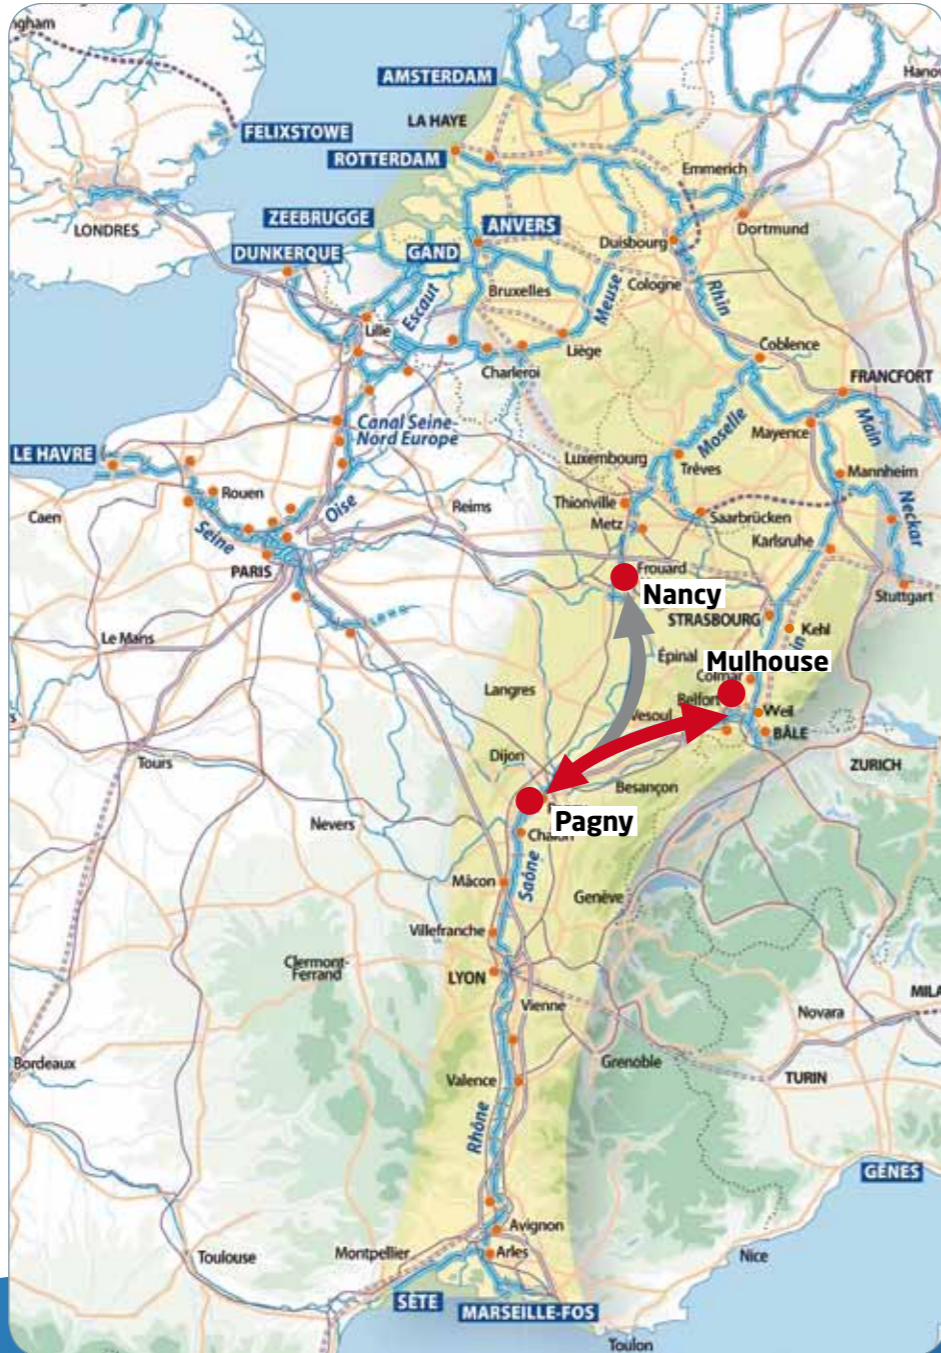 ngham
AMSTERDAM
Hanov
FELIXSTOWE
LA HAYE
ROTTERDAM
Emmerich
LONDRES
ZEEBRUGGE
ANVERS
Dortmund
DUNKERQUE
GAND
Duisbourg
Bruxelles
Meuse
Cologne
Rhin
Escaut
Lille
Liège
Coblence
Charleroi
FRANCFORT
Canal Seine-
Nord Europe
Moselle
Mayence
Main
LE HAVRE
Luxembourg
Trèves
Mannheim
Rouen
Oise
Reims
Thionville
Neckar
Caen
Seine
Metz
Saarbrücken
Karlsruhe
PARIS
Frouard
Nancy
Stuttgart
STRASBOURG
Kehl
Le Mans
in
Épinal
Mulhouse
Colmar
Langres
Belfort
Vesoul
Weil
BÂLE
Dijon
Tours
ZURICH
Besançon
Pagny
Nevers
Chalon
Saône
Mâcon
Genève
Villefranche
Clermont-
Ferrand
LYON
MILA
Vienne
Novara
Bordeaux
Grenoble
TURIN
Valence
Rhône
GÊNES
Avignon
Toulouse
Montpellier
Arles
Nice
SÈTE
MARSEILLE-FOS
Toulon